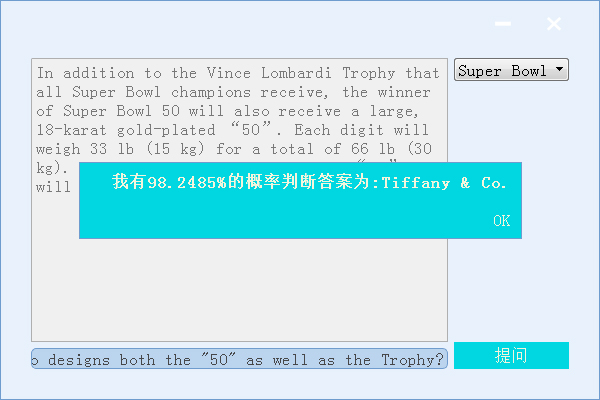 In addition to the Vince Lombardi Trophy that
all Super Bowl champions receive, the winner
of Super Bowl 50 will also receive a large,
18-karat gold-plated “50”. Each digit will
weigh 33 lb (15 kg) for a total of 66 lb (30
kg).
will
Super Bowl
我有98.2485%的概率判断答案为:Tiffany & Co.
OK
designs both the "50" as well as the Trophy?
提问